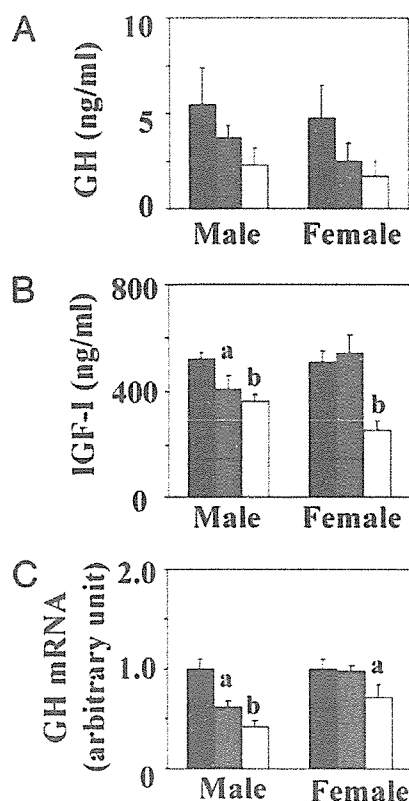 A
GH (ng/ml)
10
5
0
Male Female
B
IGF-I (ng/ml)
800
400
0
a
b
b
Male Female
C
GH mRNA
(arbitrary unit)
2.0
1.0
0
a
b
a
Male Female